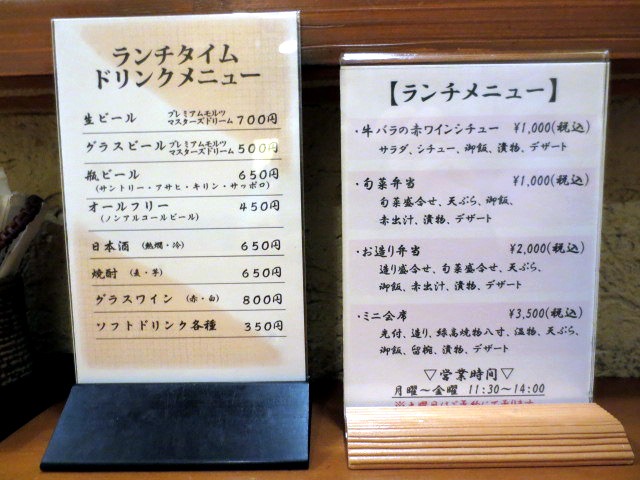 ランチタイム
ドリンクメニュー
生ビール プレミアムモルツ マスターズドリーム 700円
グラスビール プレミアムモルツ マスターズドリーム 500円
瓶ビール 650円
(サントリー・アサヒ・キリン・サッポロ)
オールフリー 450円
(ノンアルコールビール)
日本酒 (熱燗・冷) 650円
焼酎 (麦・芋) 650円
グラスワイン (赤・白) 800円
ソフトドリンク各種 350円
【ランチメニュー】
・牛バラの赤ワインシチュー ¥1,000(税込)
サラダ、シチュー、御飯、漬物、デザート
・旬菜弁当 ¥1,000(税込)
旬菜盛合せ、天ぷら、御飯、
赤出汁、漬物、デザート
・お造り弁当 ¥2,000(税込)
造り盛合せ、旬菜盛合せ、天ぷら、
御飯、赤出汁、漬物、デザート
・ミニ会席 ¥3,500(税込)
先付、造り、緑高焼物八寸、温物、天ぷら、
御飯、留椀、漬物、デザート
▽営業時間▽
月曜～金曜 11:30～14:00